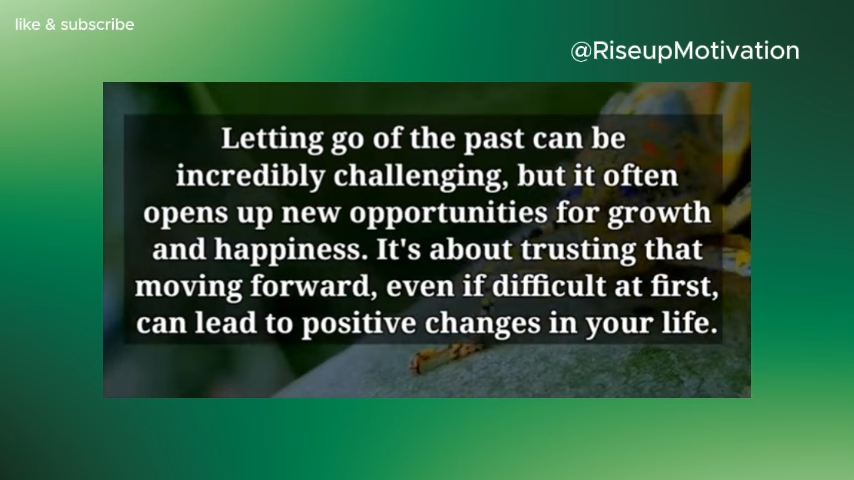 like & subscribe
@RiseupMotivation
Letting go of the past can be
incredibly challenging, but it often
opens up new opportunities for growth
and happiness. It's about trusting that
moving forward, even if difficult at first,
can lead to positive changes in your life.